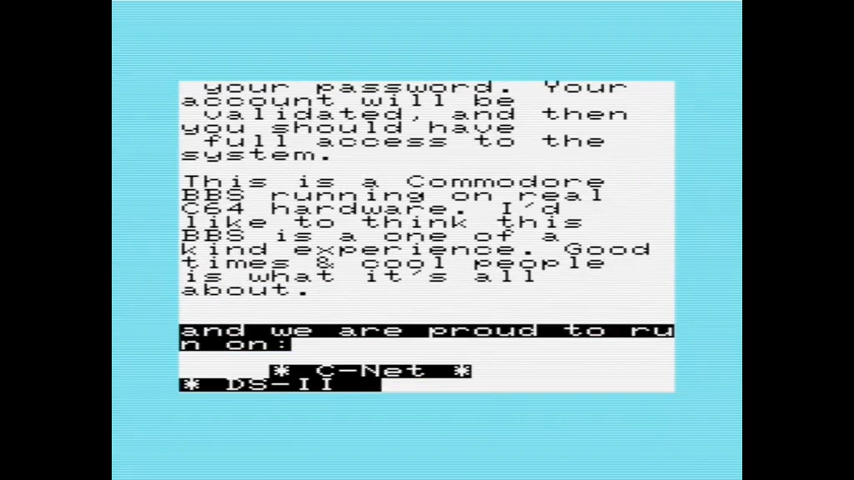 your password. Your
account will be
validated, and then
you should have
full access to the
system.
This is a Commodore
BBS running on real
C64 hardware. I'd
like to think this
BBS is a one of a
kind experience. Good
times & cool people
is what it's all
about.
and we are proud to ru
n on:
* C-Net *
* DS-II